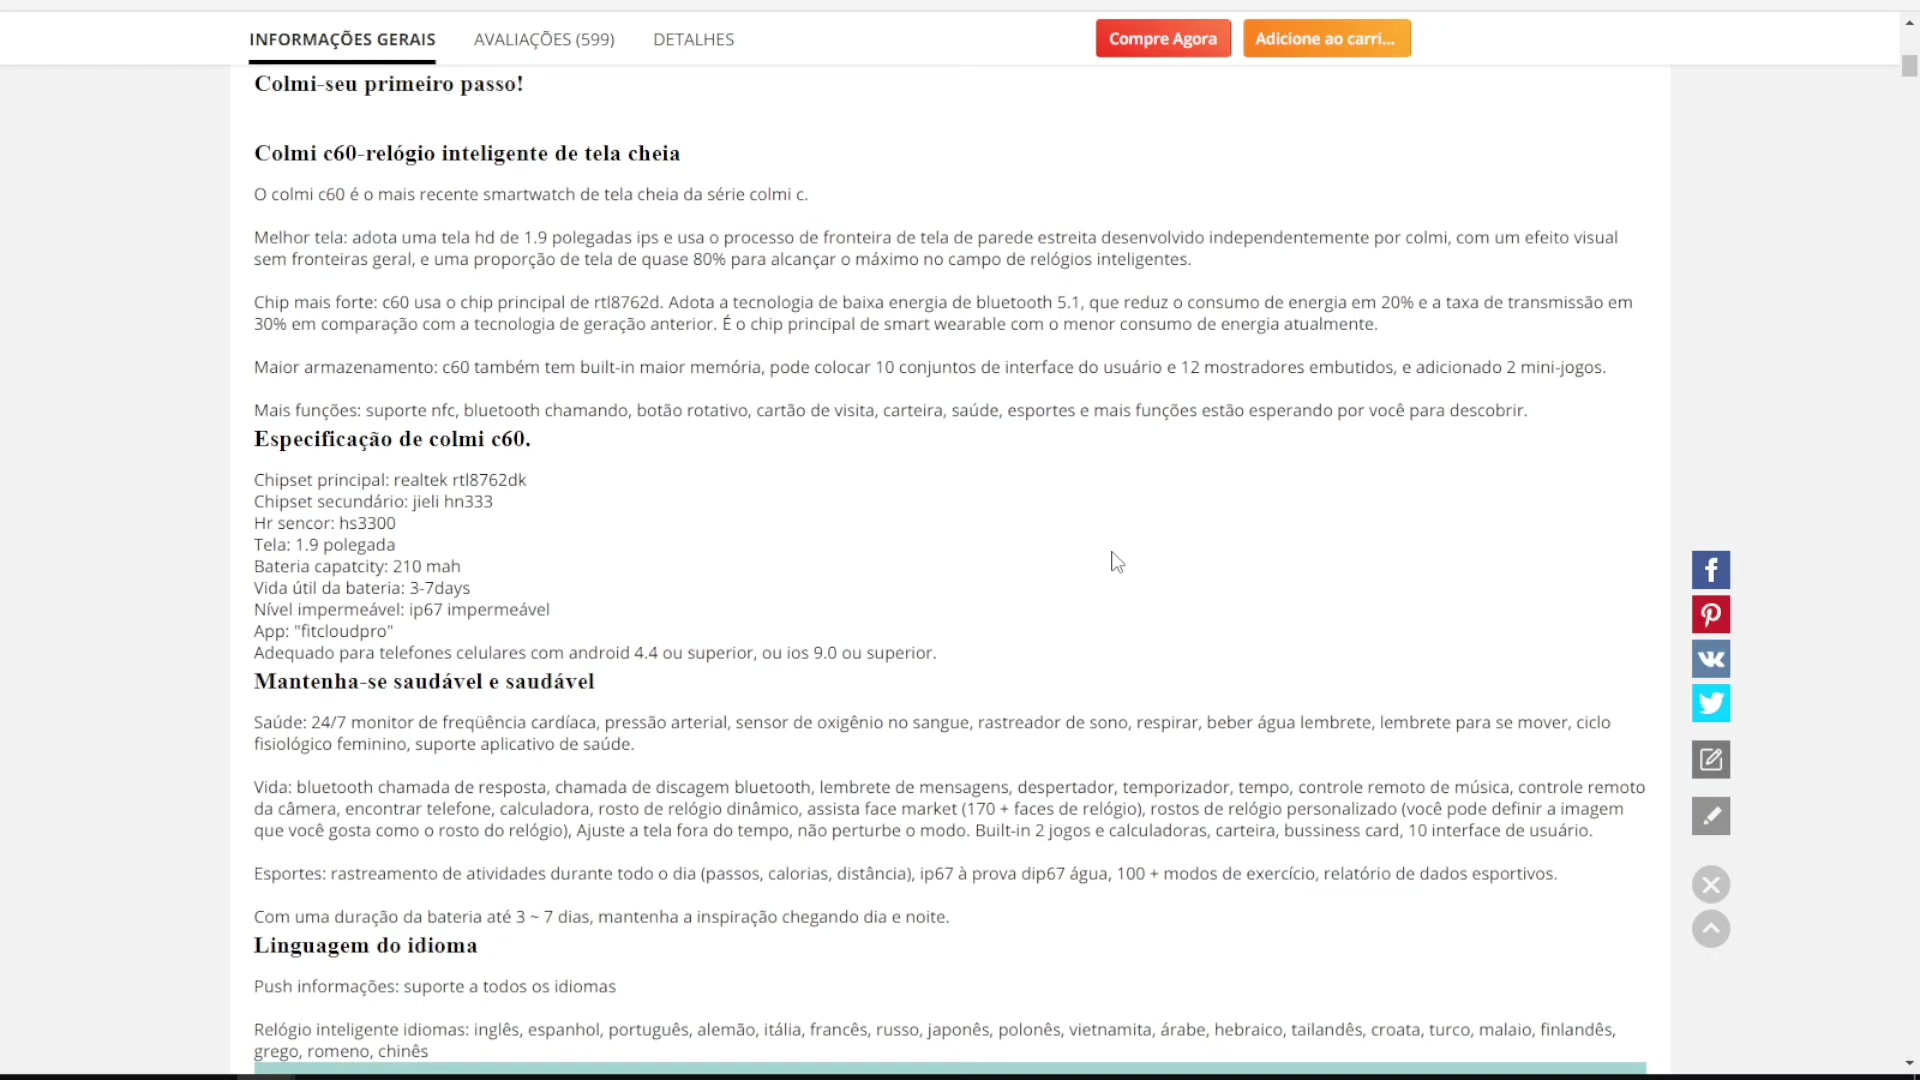 INFORMAÇÕES GERAIS
AVALIAÇÕES (599)
DETALHES
Compre Agora
Adicione ao carri...
Colmi-seu primeiro passo!
Colmi c60-relógio inteligente de tela cheia
O colmi c60 é o mais recente smartwatch de tela cheia da série colmi c.
Melhor tela: adota uma tela hd de 1.9 polegadas ips e usa o processo de fronteira de tela de parede estreita desenvolvido independentemente por colmi, com um efeito visual
sem fronteiras geral, e uma proporção de tela de quase 80% para alcançar o máximo no campo de relógios inteligentes.
Chip mais forte: c60 usa o chip principal de rtl8762d. Adota a tecnologia de baixa energia de bluetooth 5.1, que reduz o consumo de energia em 20% e a taxa de transmissão em
30% em comparação com a tecnologia de geração anterior. É o chip principal de smart wearable com o menor consumo de energia atualmente.
Maior armazenamento: c60 também tem built-in maior memória, pode colocar 10 conjuntos de interface do usuário e 12 mostradores embutidos, e adicionado 2 mini-jogos.
Mais funções: suporte nfc, bluetooth chamando, botão rotativo, cartão de visita, carteira, saúde, esportes e mais funções estão esperando por você para descobrir.
Especificação de colmi c60.
Chipset principal: realtek rtl8762dk
Chipset secundário: jieli hn333
Hr sencor: hs3300
Tela: 1.9 polegada
Bateria capatcity: 210 mah
Vida útil da bateria: 3-7days
Nível impermeável: ip67 impermeável
App: "fitcloudpro"
Adequado para telefones celulares com android 4.4 ou superior, ou ios 9.0 ou superior.
Mantenha-se saudável e saudável
Saúde: 24/7 monitor de freqüência cardíaca, pressão arterial, sensor de oxigênio no sangue, rastreador de sono, respirar, beber água lembrete, lembrete para se mover, ciclo
fisiológico feminino, suporte aplicativo de saúde.
Vida: bluetooth chamada de resposta, chamada de discagem bluetooth, lembrete de mensagens, despertador, temporizador, tempo, controle remoto de música, controle remoto
da câmera, encontrar telefone, calculadora, rosto de relógio dinâmico, assista face market (170 + faces de relógio), rostos de relógio personalizado (você pode definir a imagem
que você gosta como o rosto do relógio), Ajuste a tela fora do tempo, não perturbe o modo. Built-in 2 jogos e calculadoras, carteira, bussiness card, 10 interface de usuário.
Esportes: rastreamento de atividades durante todo o dia (passos, calorias, distância), ip67 à prova dip67 água, 100 + modos de exercício, relatório de dados esportivos.
Com uma duração da bateria até 3 ~ 7 dias, mantenha a inspiração chegando dia e noite.
Linguagem do idioma
Push informações: suporte a todos os idiomas
Relógio inteligente idiomas: inglês, espanhol, português, alemão, itália, francês, russo, japonês, polonês, vietnamita, árabe, hebraico, tailandês, croata, turco, malaio, finlandês,
grego, romeno, chinês